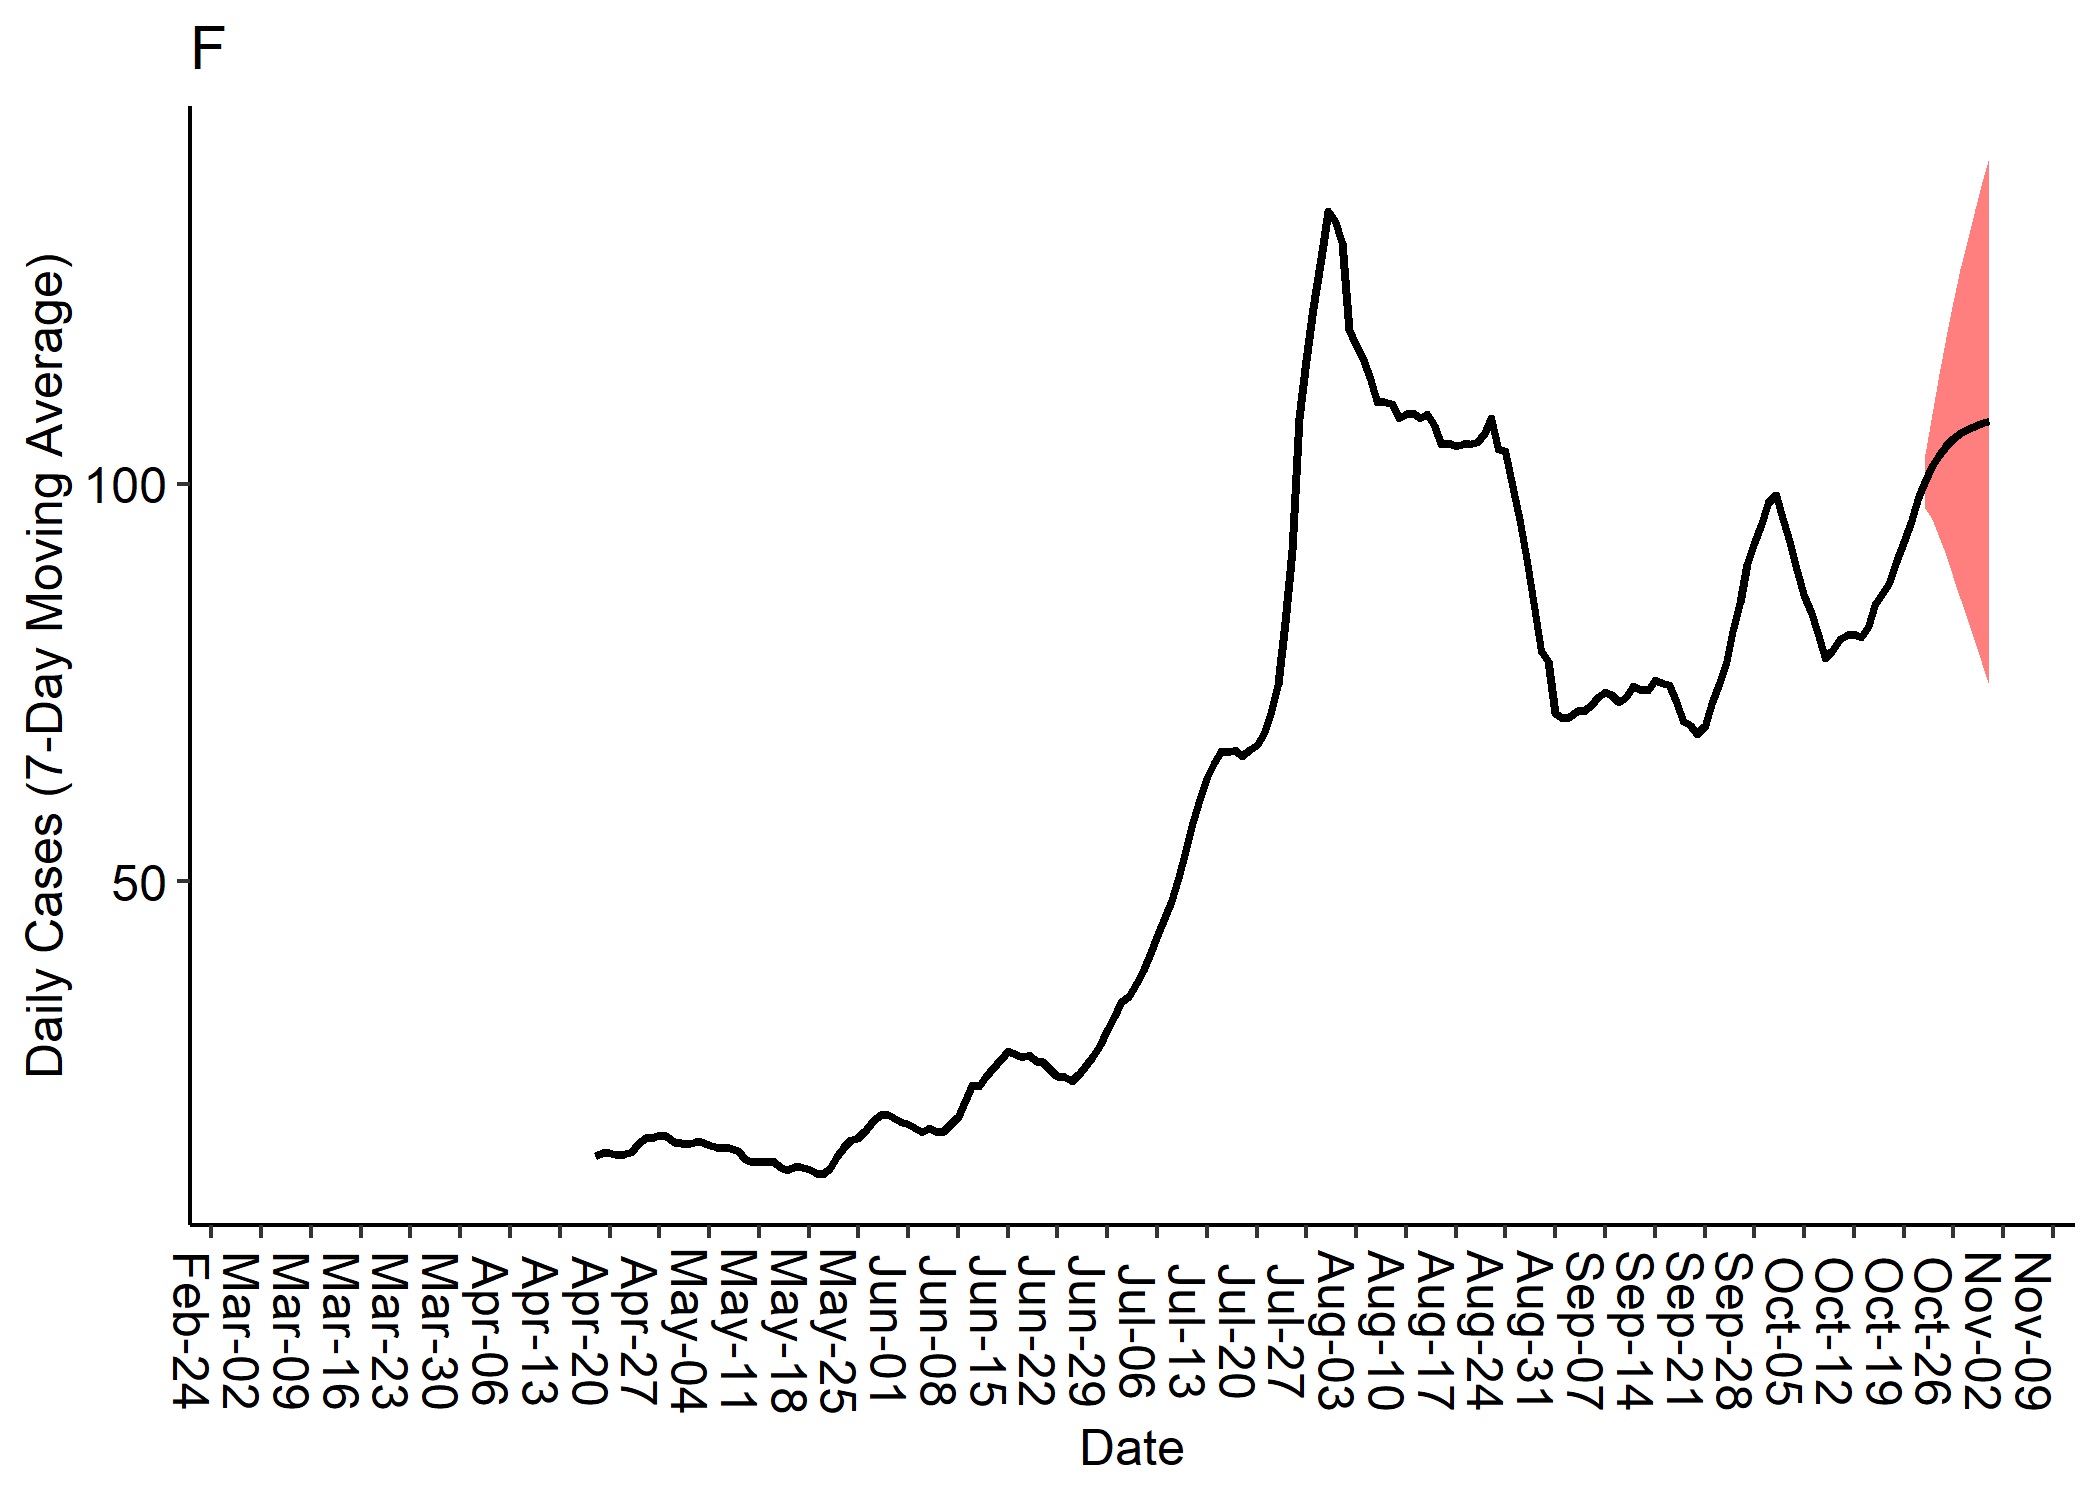 F
Daily Cases (7-Day Moving Average)
100
50
Feb-24
Mar-02
Mar-09
Mar-16
Mar-23
Mar-30
Apr-06
Apr-13
Apr-20
Apr-27
May-04
May-11
May-18
May-25
Jun-01
Jun-08
Jun-15
Jun-22
Jun-29
Jul-06
Jul-13
Jul-20
Jul-27
Aug-03
Aug-10
Aug-17
Aug-24
Aug-31
Sep-07
Sep-14
Sep-21
Sep-28
Oct-05
Oct-12
Oct-19
Oct-26
Nov-02
Nov-09
Date